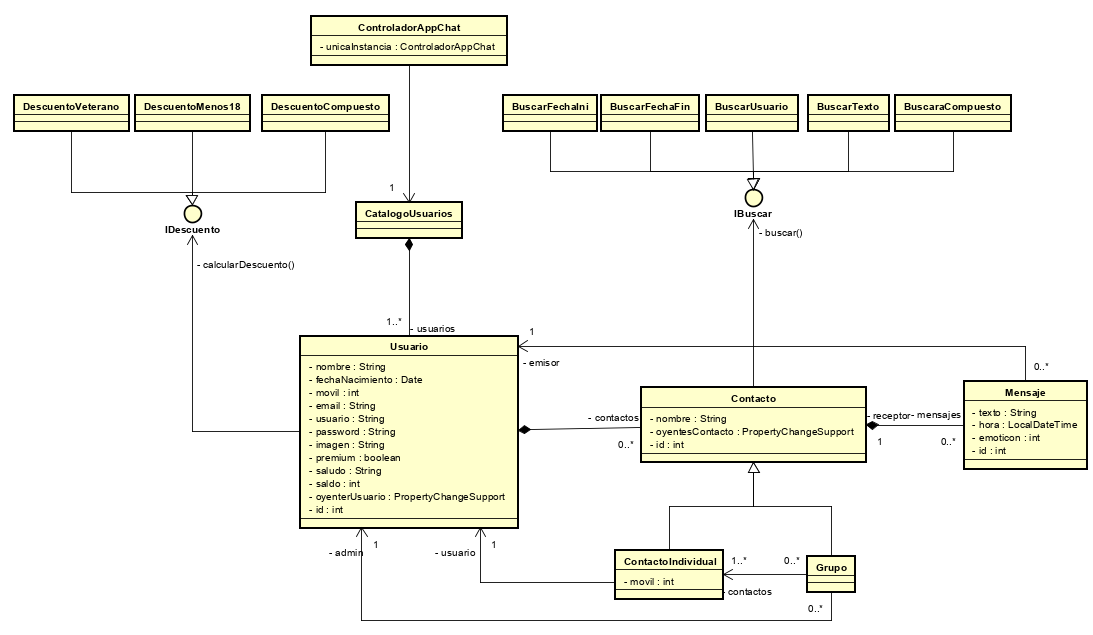 ControladorAppChat
- unicaInstancia : ControladorAppChat
DescuentoVeterano
DescuentoMenos18
DescuentoCompuesto
BuscarFechaIni
BuscarFechaFin
BuscarUsuario
BuscarTexto
BuscaraCompuesto
1
CatalogoUsuarios
IDescuento
IBuscar
- buscar()
- calcularDescuento()
1..*
- usuarios
1
- emisor
0..*
Usuario
- nombre : String
- fechaNacimiento : Date
- movil : int
- email : String
- usuario : String
- password : String
- imagen : String
- premium : boolean
- saludo : String
- saldo : int
- oyenterUsuario : PropertyChangeSupport
- id : int
- contactos
0..*
Contacto
- nombre : String
- oyentesContacto : PropertyChangeSupport
- id : int
- receptor
- mensajes
1
0..*
Mensaje
- texto : String
- hora : LocalDateTime
- emoticon : int
- id : int
- admin
1
- usuario
1
ContactoIndividual
- movil : int
1..*
0..*
- contactos
Grupo
0..*